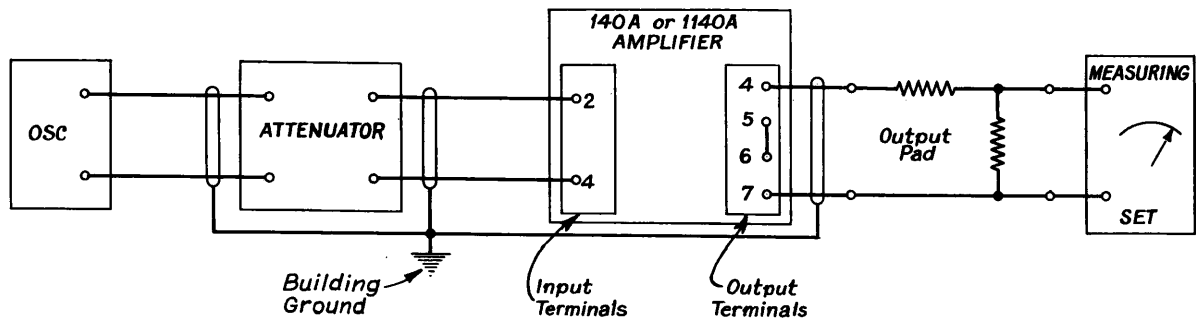 140A or 1140A
AMPLIFIER
OSC
ATTENUATOR
2
4
4
5
6
7
Output
Pad
MEASURING
SET
Building
Ground
Input
Terminals
Output
Terminals